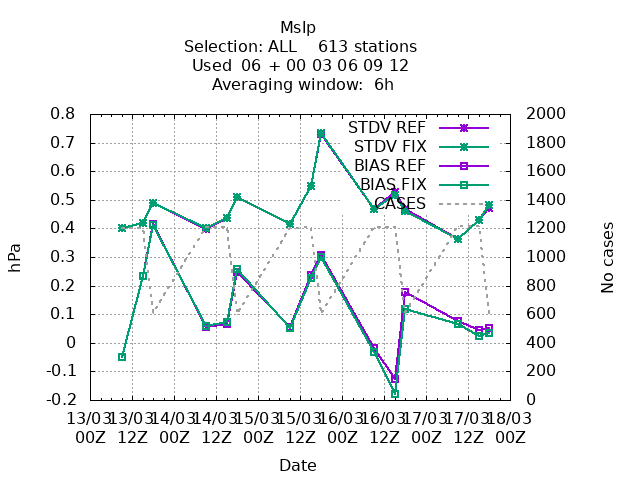 Mslp
Selection: ALL    613 stations
Used  06 + 00 03 06 09 12
Averaging window:  6h
0.8
0.7
0.6
0.5
0.4
0.3
0.2
0.1
0
-0.1
-0.2
hPa
STDV REF
STDV FIX
BIAS REF
BIAS FIX
CASES
2000
1800
1600
1400
1200
1000
800
600
400
200
0
No cases
13/03 13/03 14/03 14/03 15/03 15/03 16/03 16/03 17/03 17/03 18/03
00Z 12Z 00Z 12Z 00Z 12Z 00Z 12Z 00Z 12Z 00Z
Date